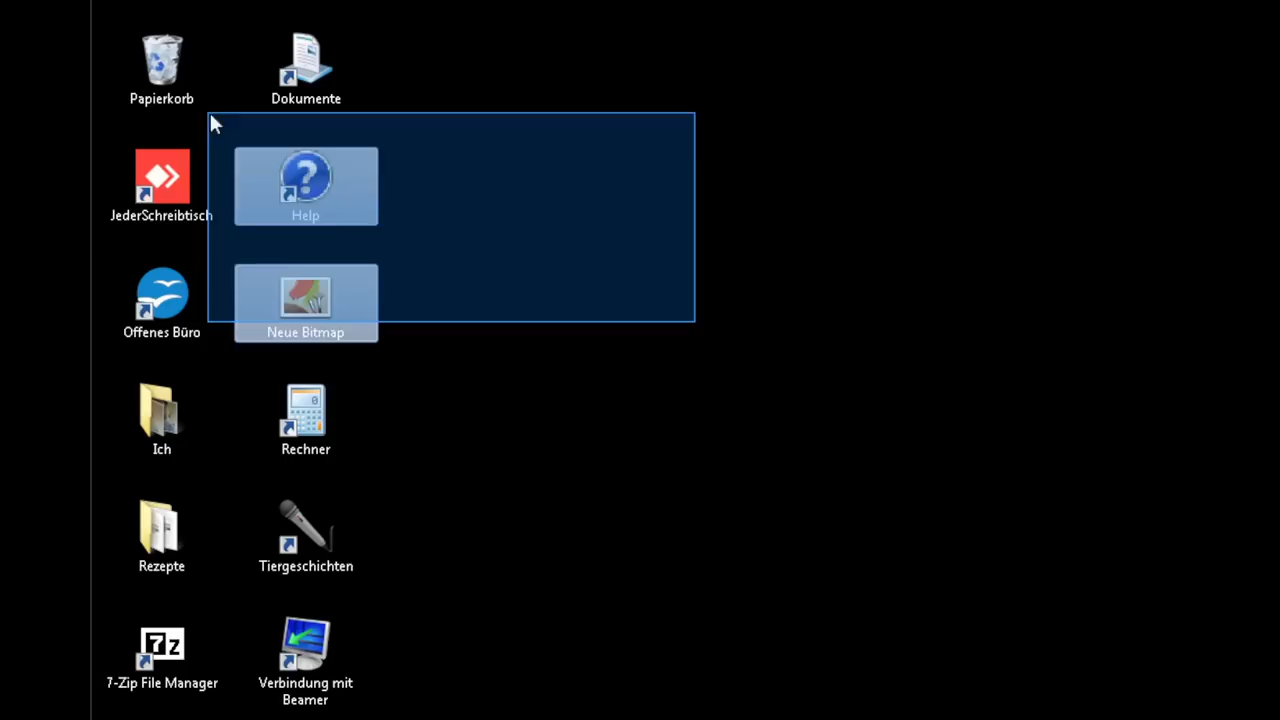 Papierkorb
Dokumente
JederSchreibtisch
Help
Offenes Büro
Neue Bitmap
Ich
Rechner
Rezepte
Tiergeschichten
7z
7-Zip File Manager
Verbindung mit
Beamer